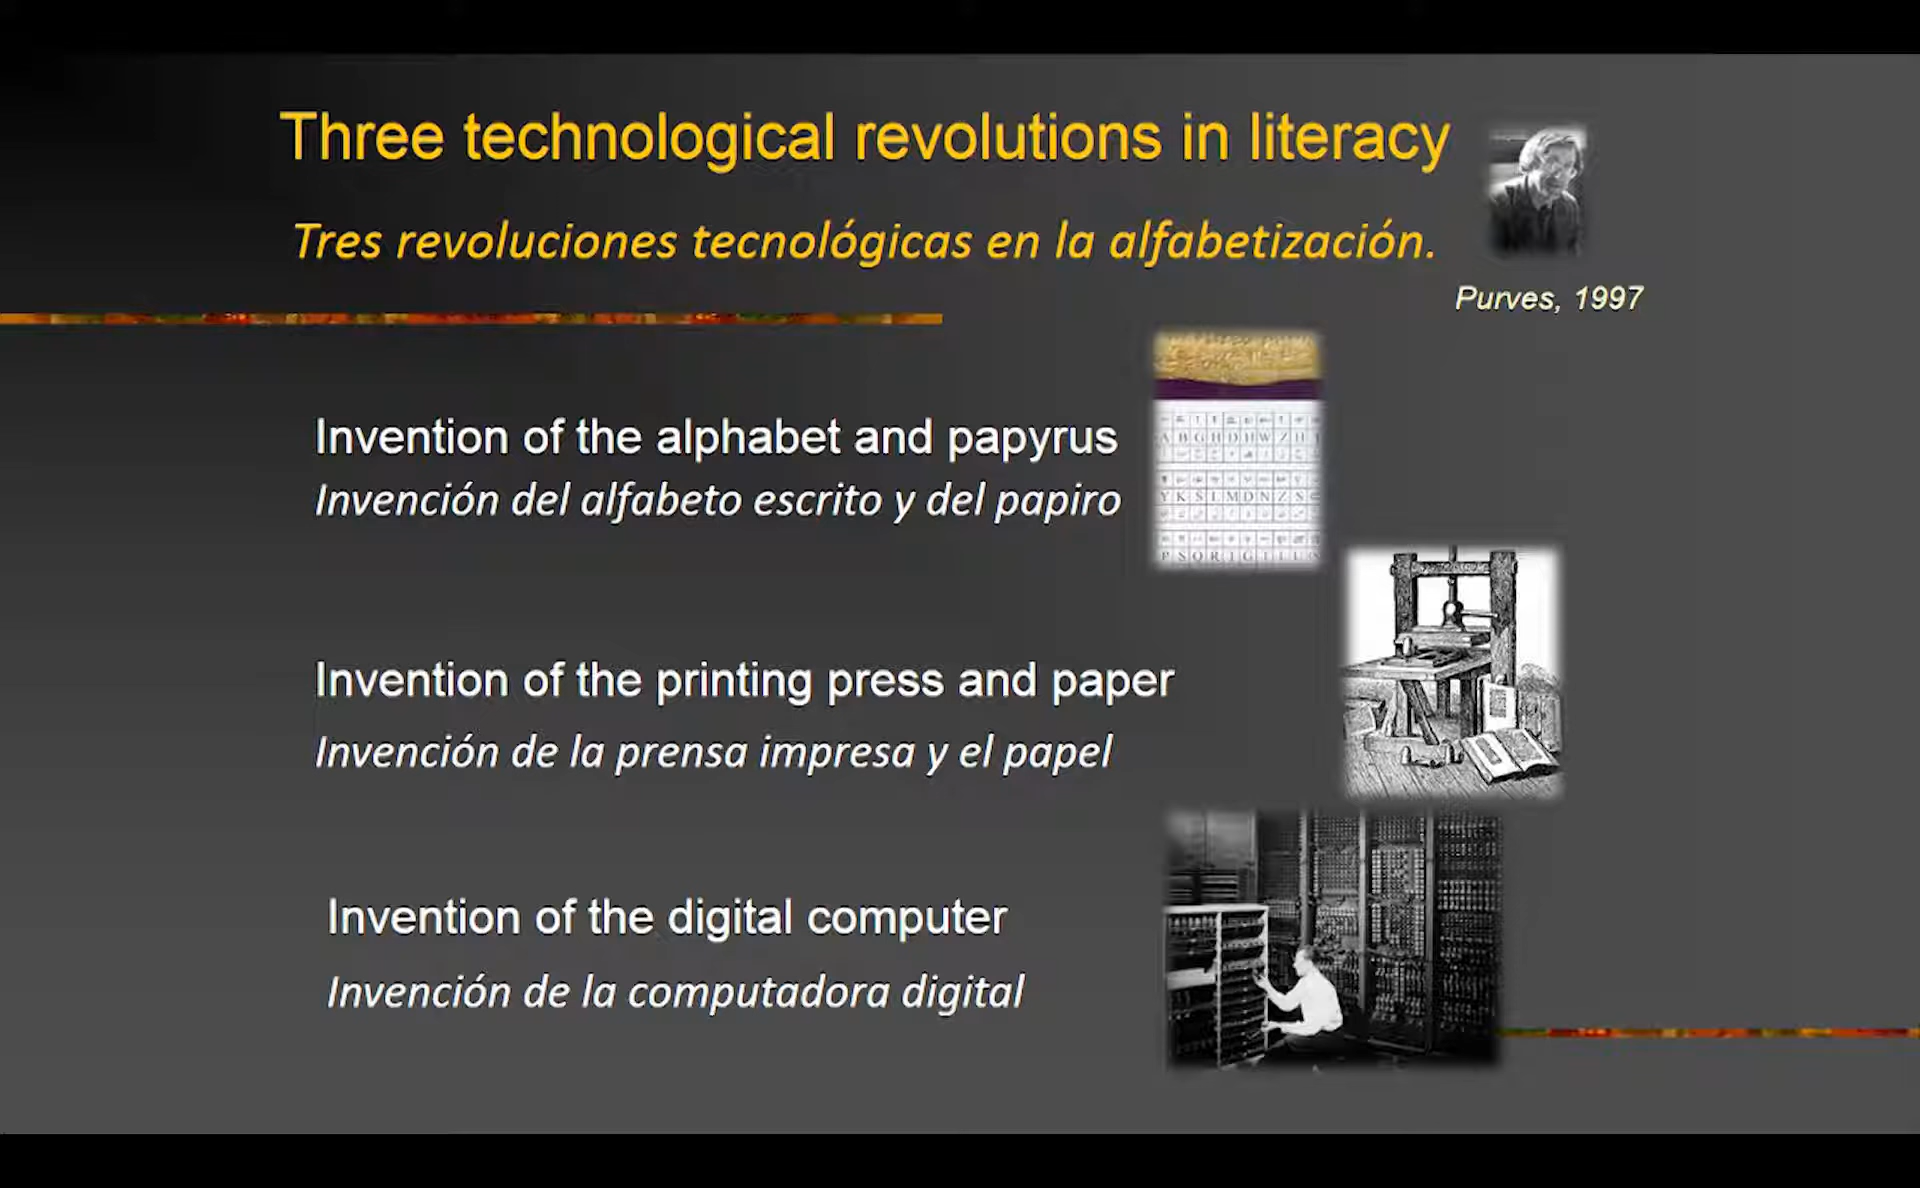 Three technological revolutions in literacy
Tres revoluciones tecnológicas en la alfabetización.
Purves, 1997
Invention of the alphabet and papyrus
Invención del alfabeto escrito y del papiro
Invention of the printing press and paper
Invención de la prensa impresa y el papel
Invention of the digital computer
Invención de la computadora digital